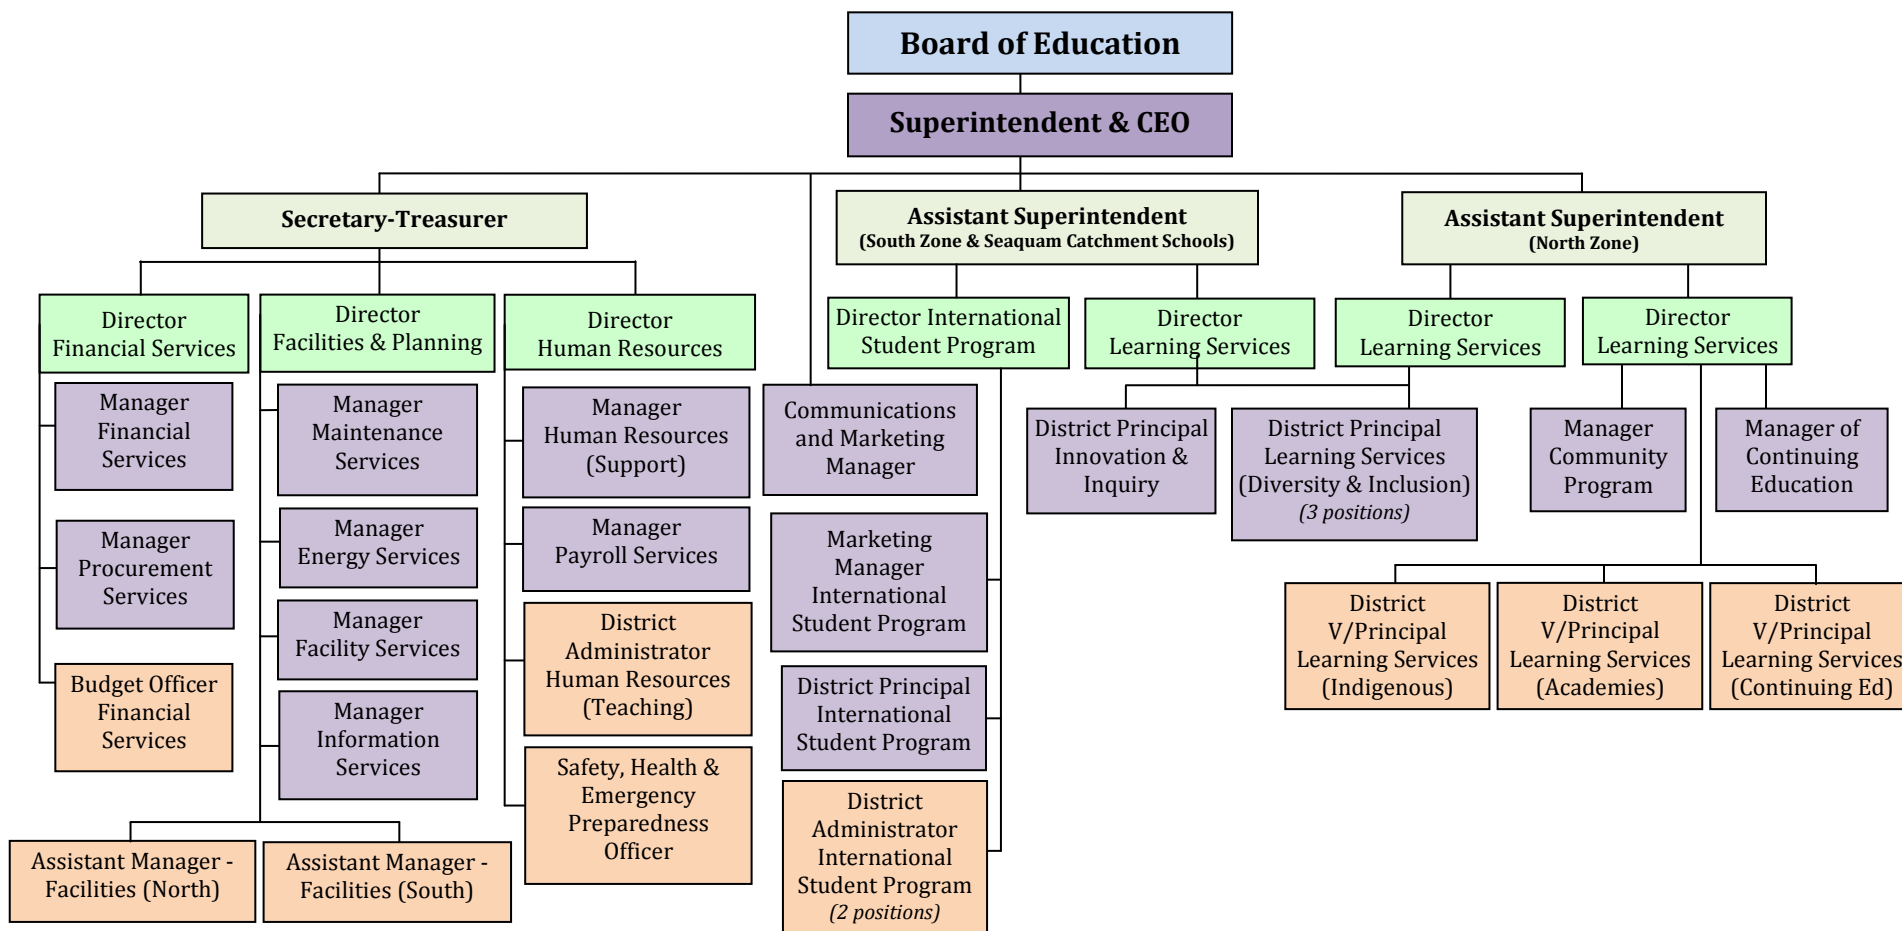 Board of Education
Superintendent & CEO
Secretary-Treasurer
Assistant Superintendent
(South Zone & Seaquam Catchment Schools)
Assistant Superintendent
(North Zone)
Director
Financial Services
Director
Facilities & Planning
Director
Human Resources
Director International
Student Program
Director
Learning Services
Director
Learning Services
Director
Learning Services
Manager
Financial
Services
Manager
Maintenance
Services
Manager
Human Resources
(Support)
Communications
and Marketing
Manager
District Principal
Innovation &
Inquiry
District Principal
Learning Services
(Diversity & Inclusion)
(3 positions)
Manager
Community
Program
Manager of
Continuing
Education
Manager
Procurement
Services
Manager
Energy Services
Manager
Payroll Services
Marketing
Manager
International
Student Program
Manager
Facility Services
District
Administrator
Human Resources
(Teaching)
District
V/Principal
Learning Services
(Indigenous)
District
V/Principal
Learning Services
(Academies)
District
V/Principal
Learning Services
(Continuing Ed)
Budget Officer
Financial
Services
Manager
Information
Services
District Principal
International
Student Program
Safety, Health &
Emergency
Preparedness
Officer
District
Administrator
International
Student Program
(2 positions)
Assistant Manager -
Facilities (North)
Assistant Manager -
Facilities (South)